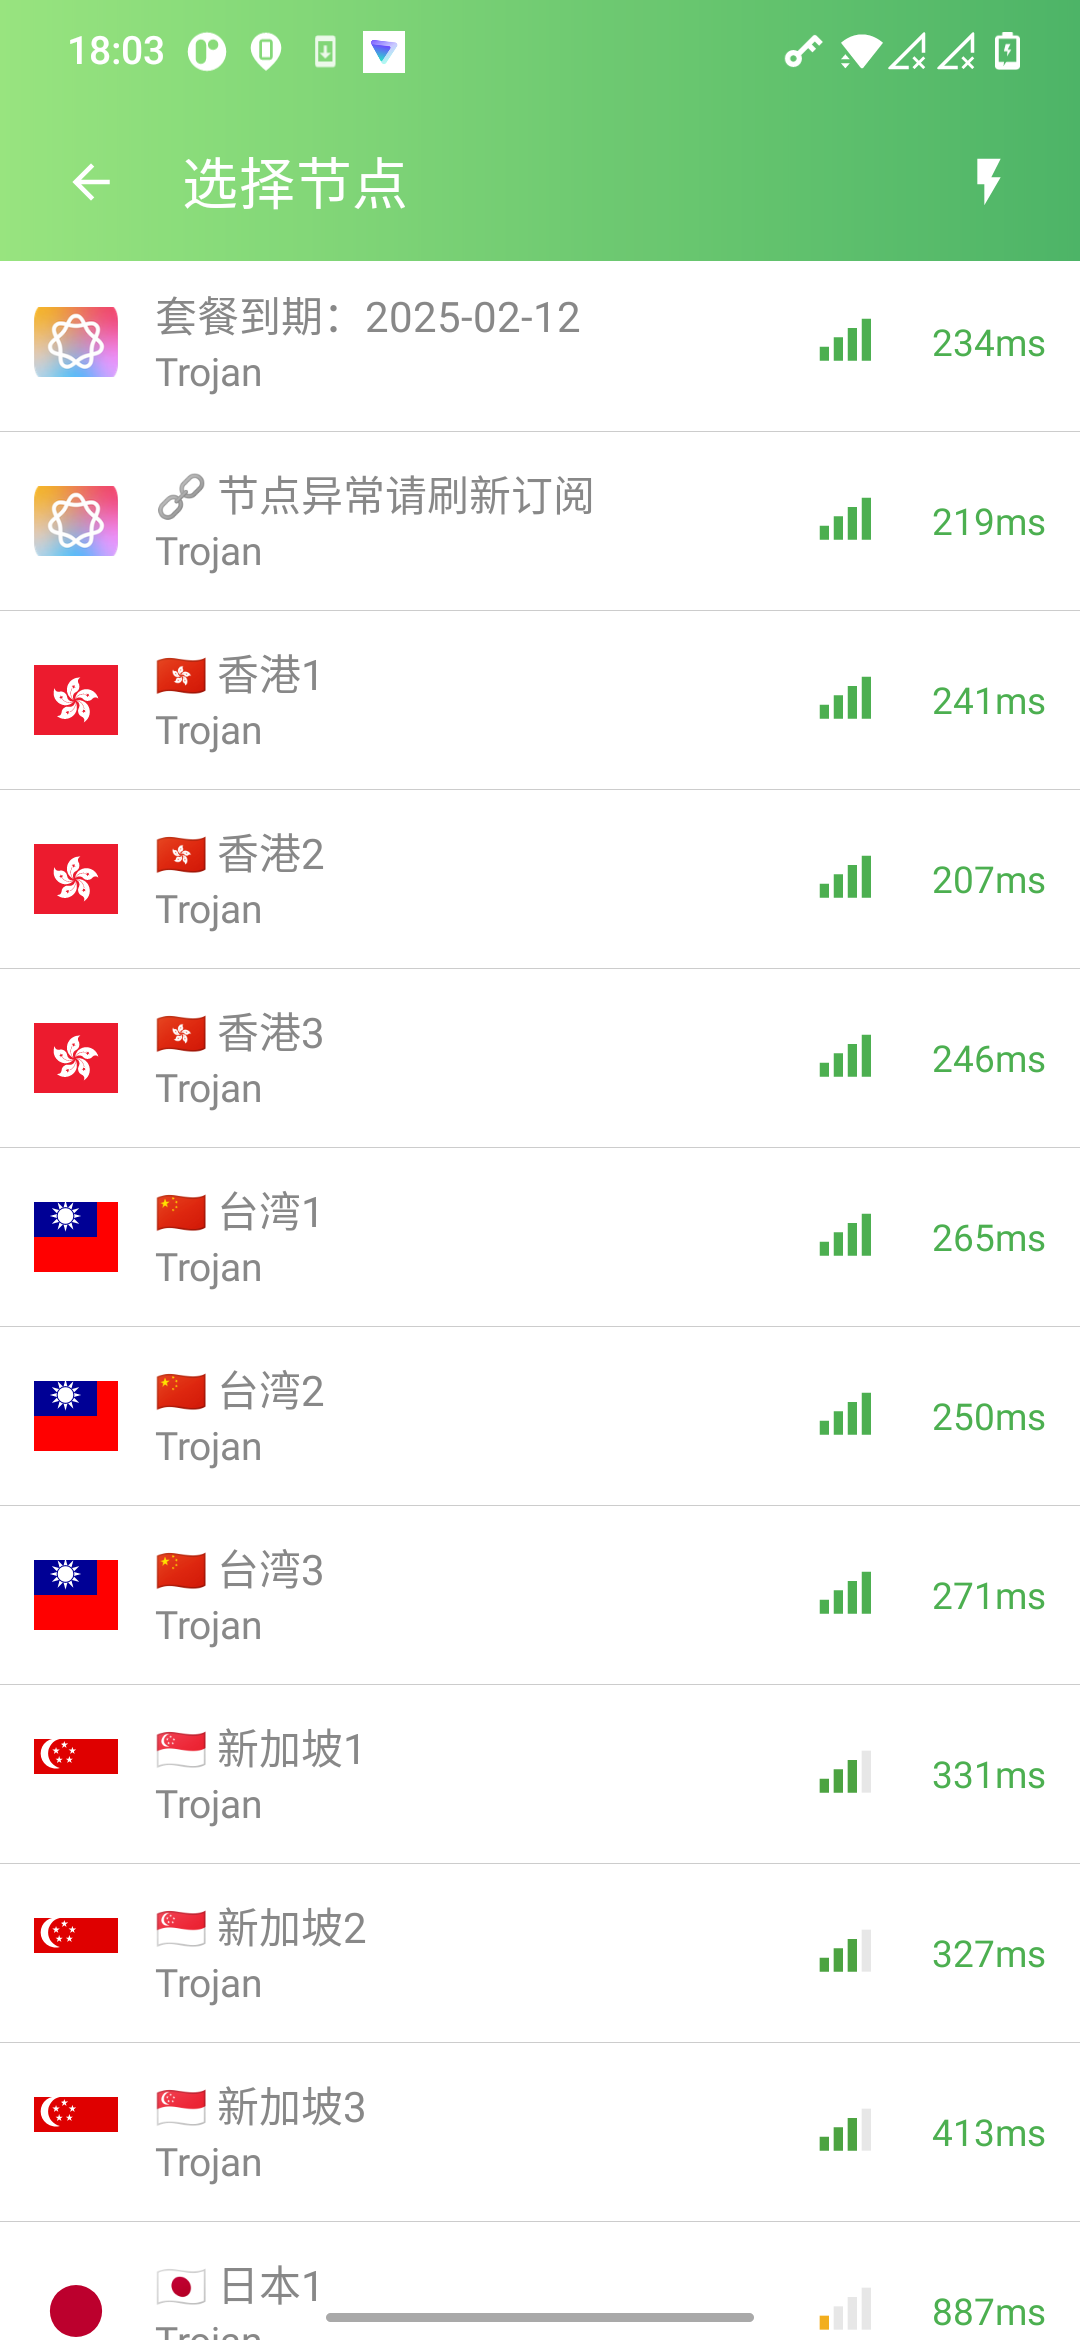 18:03
选择节点
套餐到期：2025-02-12
Trojan
234ms
🔗 节点异常请刷新订阅
Trojan
219ms
🇭🇰 香港1
Trojan
241ms
🇭🇰 香港2
Trojan
207ms
🇭🇰 香港3
Trojan
246ms
🇨🇳 台湾1
Trojan
265ms
🇨🇳 台湾2
Trojan
250ms
🇨🇳 台湾3
Trojan
271ms
🇸🇬 新加坡1
Trojan
331ms
🇸🇬 新加坡2
Trojan
327ms
🇸🇬 新加坡3
Trojan
413ms
🇯🇵 日本1
Trojan
887ms